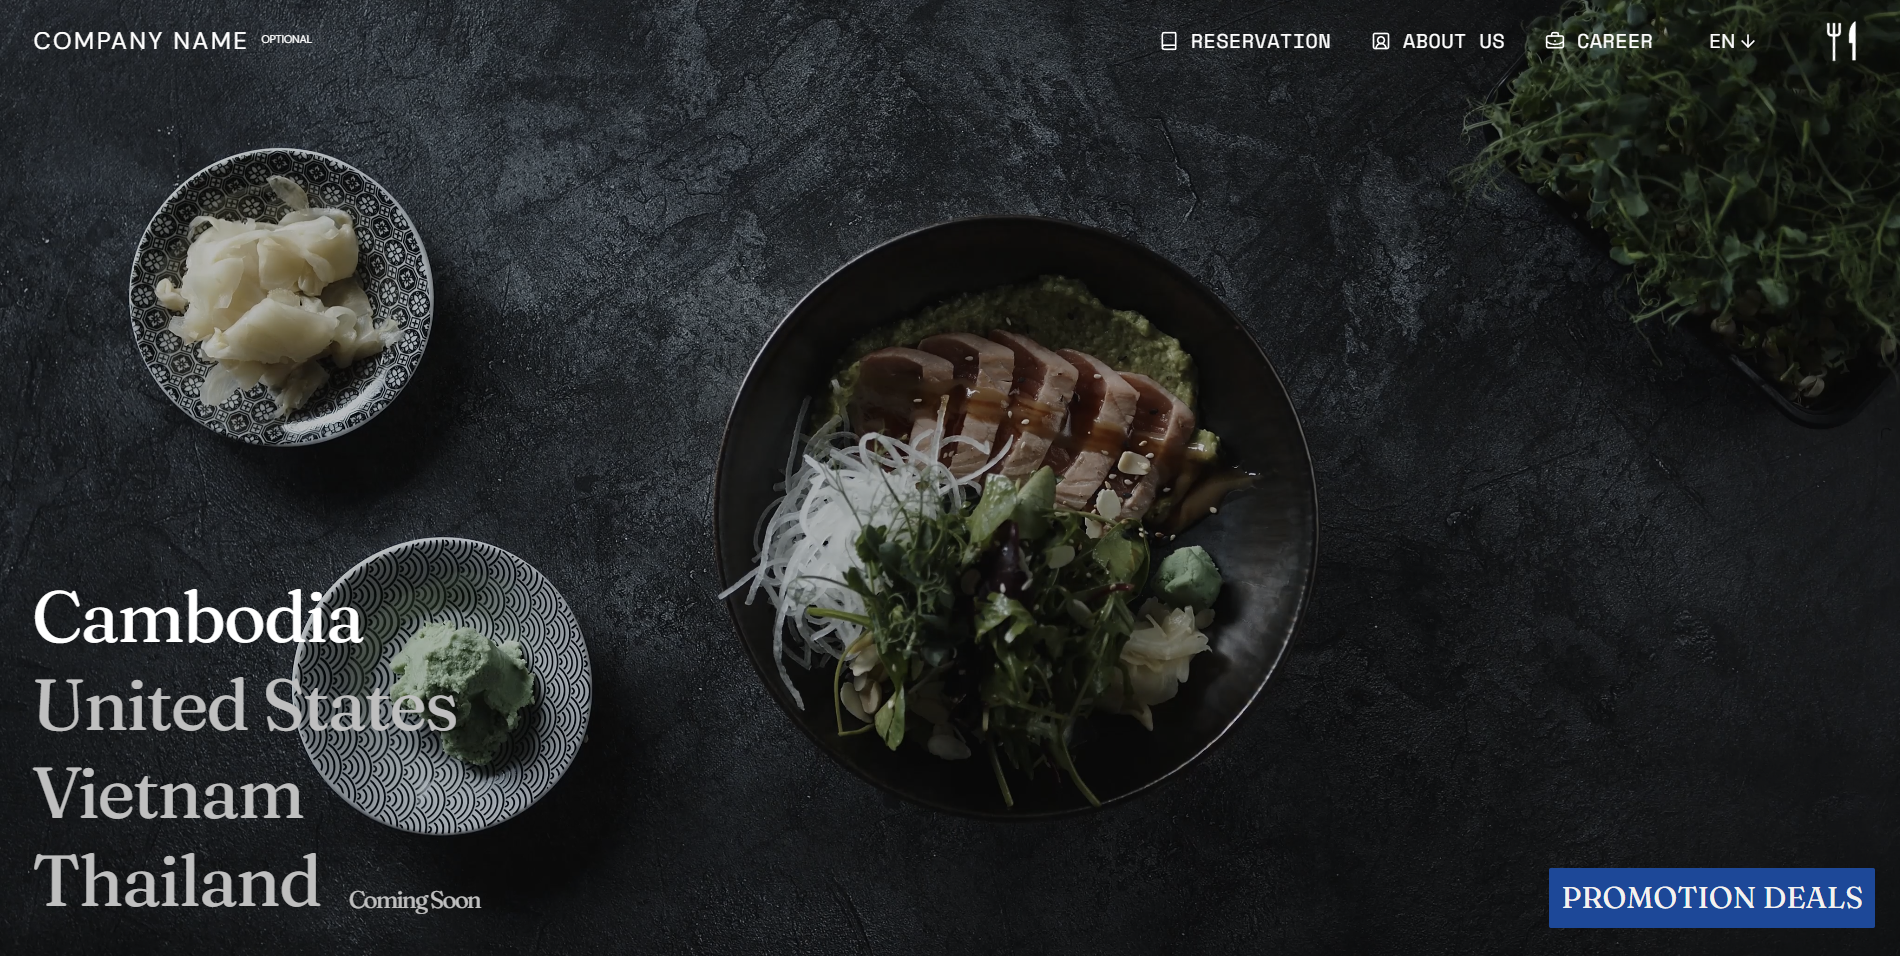 COMPANY NAME OPTIONAL
RESERVATION ABOUT US CAREER EN
Cambodia
United States
Vietnam
Thailand Coming Soon
PROMOTION DEALS